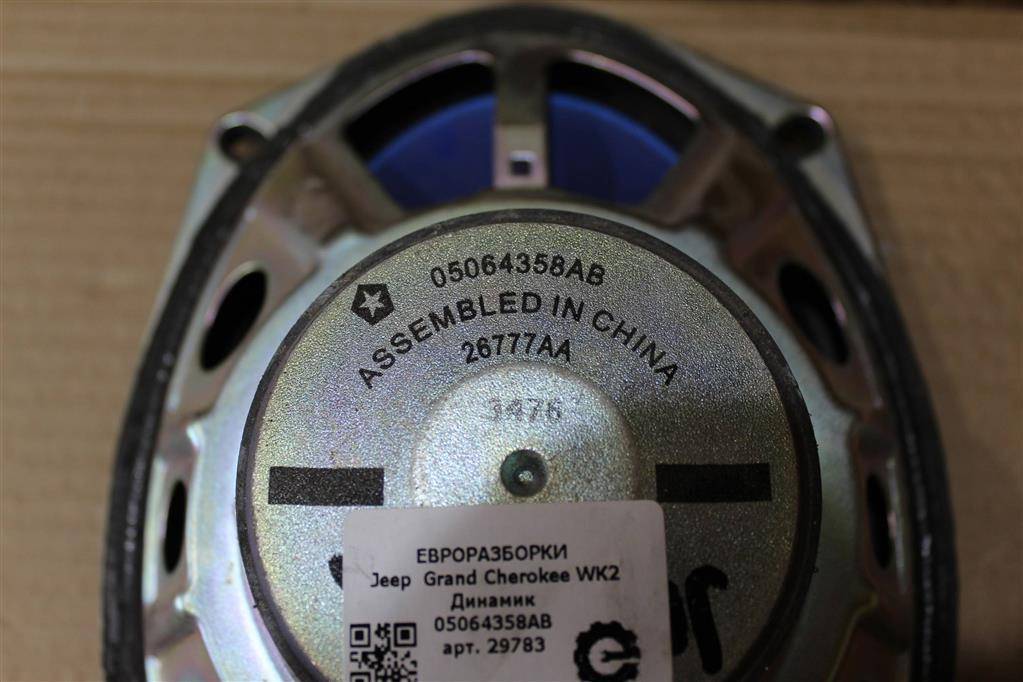 05064358AB
ASSEMBLED IN CHINA
26777AA
3476
ЕВРОРАЗБОРКИ
Jeep Grand Cherokee WK2
Динамик
05064358AB
арт. 29783